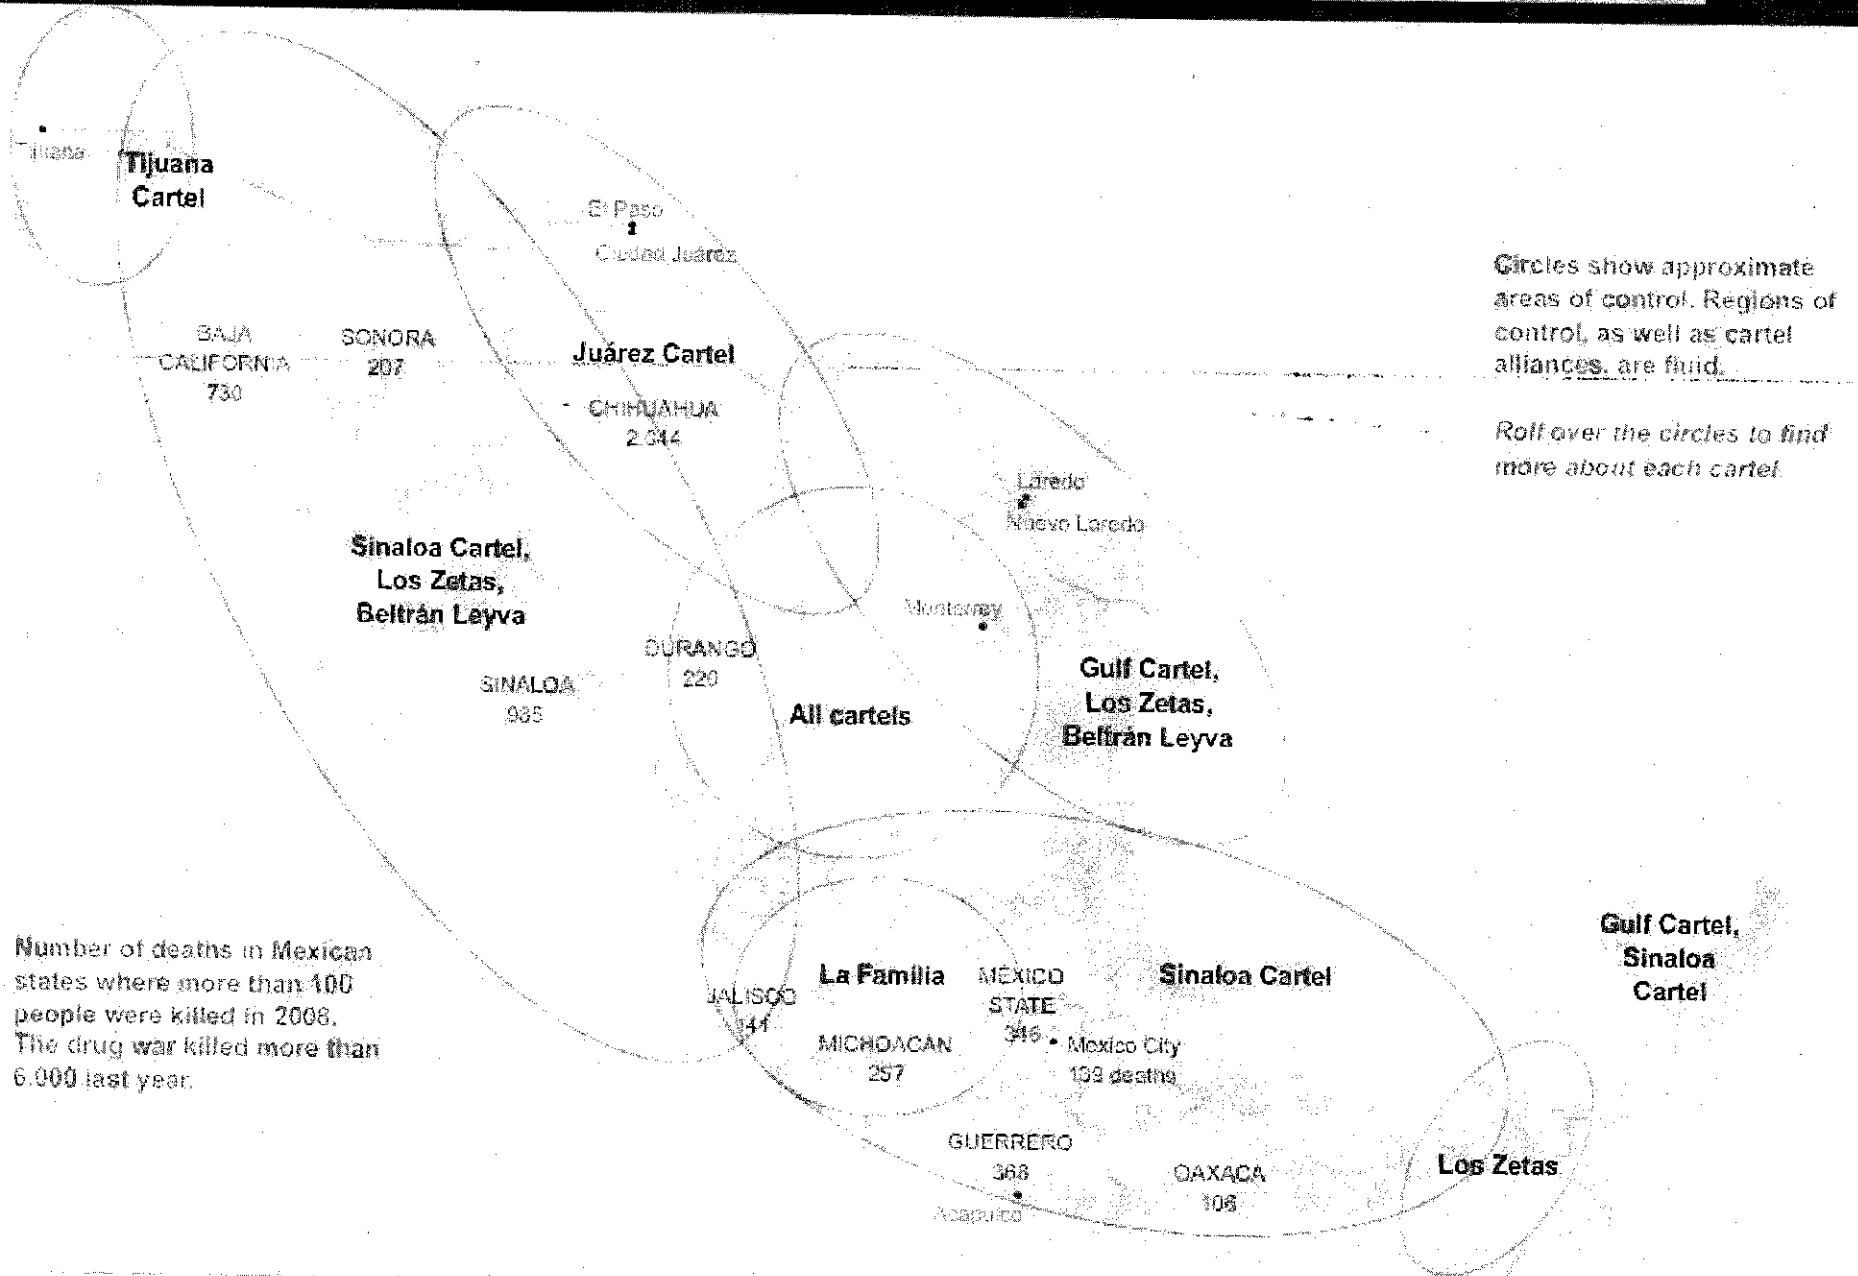 Tijuana
Tijuana
Cartel
El Paso
Ciudad Juárez
Circles show approximate
areas of control. Regions of
control, as well as cartel
alliances, are fluid.
BAJA
CALIFORNIA
730
SONORA
207
Juárez Cartel
CHIHUAHUA
Roll over the circles to find
more about each cartel.
Laredo
Nuevo Laredo
Sinaloa Cartel,
Los Zetas,
Beltrán Leyva
Monterrey
DURANGO
220
SINALOA
All cartels
Gulf Cartel,
Los Zetas,
Beltrán Leyva
Number of deaths in Mexican
states where more than 100
people were killed in 2008.
The drug war killed more than
6,000 last year.
La Familia
JALISCO
MICHOACÁN
MÉXICO
STATE
Mexico City
deaths
Sinaloa Cartel
Gulf Cartel,
Sinaloa
Cartel
GUERRERO
368
Acapulco
OAXACA
106
Los Zetas